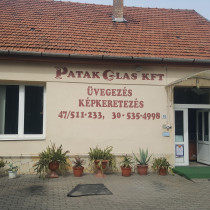 PATAK GLAS KFT
ÜVEGEZÉS
KÉPKERETEZÉS
47/511-233, 30-535-4998